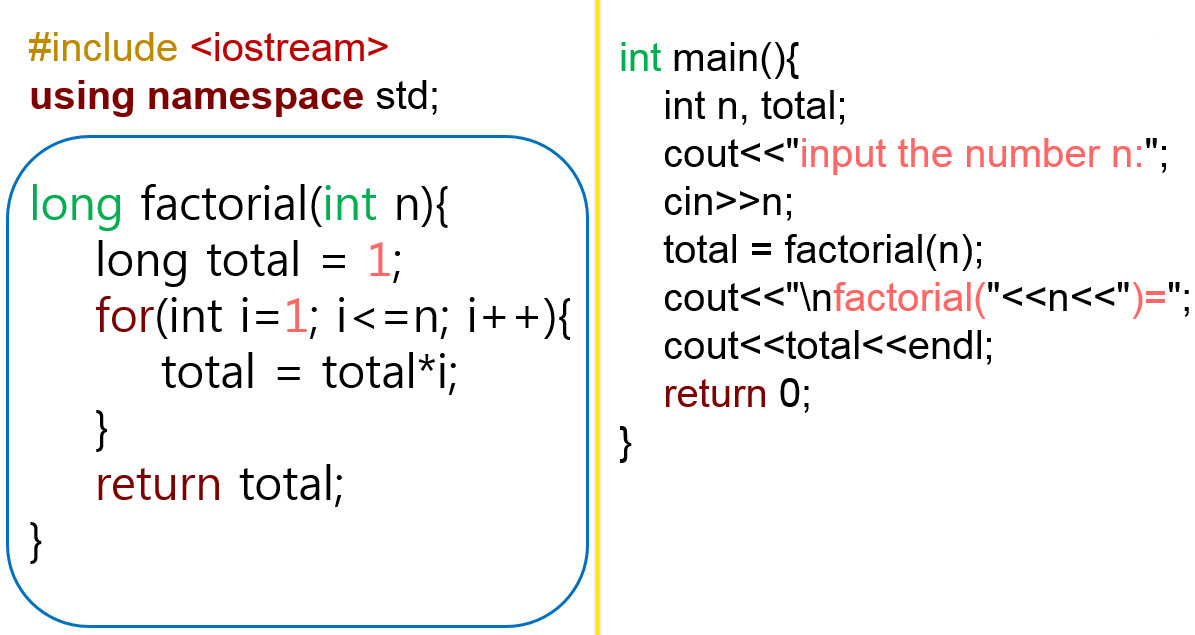 #include <iostream>
using namespace std;
long factorial(int n){
long total = 1;
for(int i=1; i<=n; i++){
total = total*i;
}
return total;
}
int main(){
int n, total;
cout<<"input the number n:";
cin>>n;
total = factorial(n);
cout<<"\nfactorial("<<n<<")=";
cout<<total<<endl;
return 0;
}